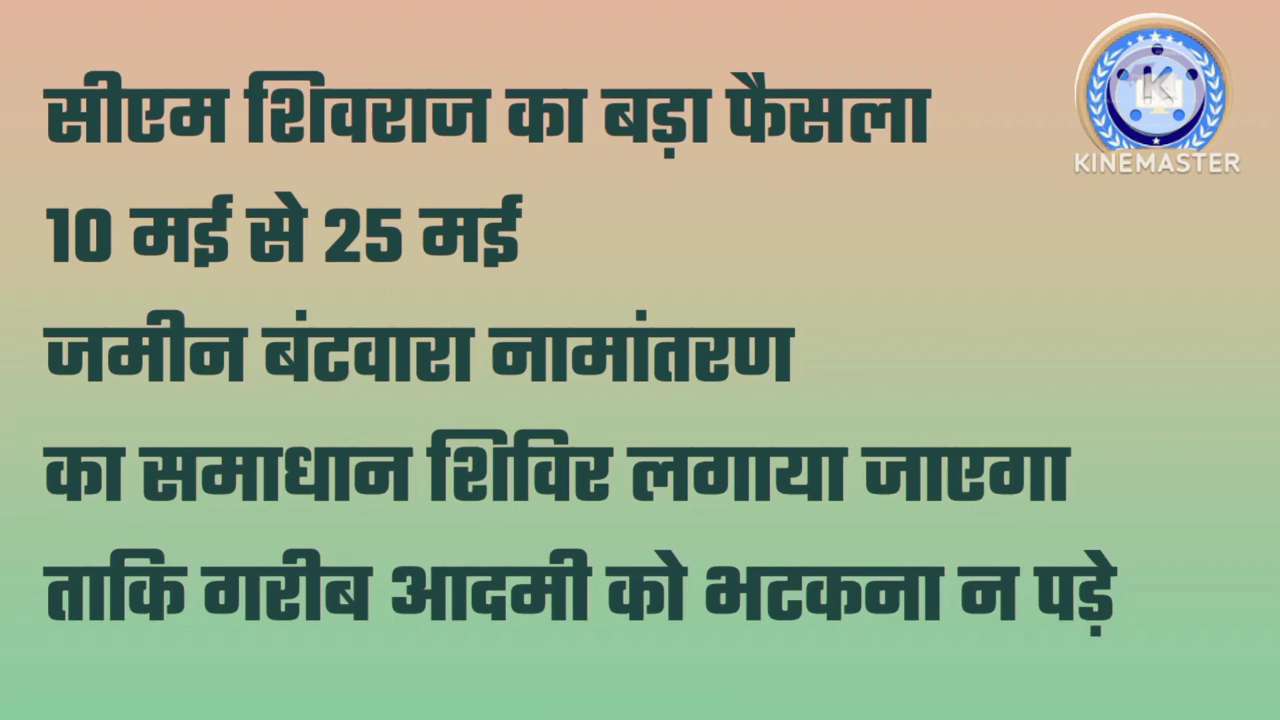 सीएम शिवराज का बड़ा फैसला
10 मई से 25 मई
जमीन बंटवारा नामांतरण
का समाधान शिविर लगाया जाएगा
ताकि गरीब आदमी को भटकना न पड़े
K
KINEMASTER